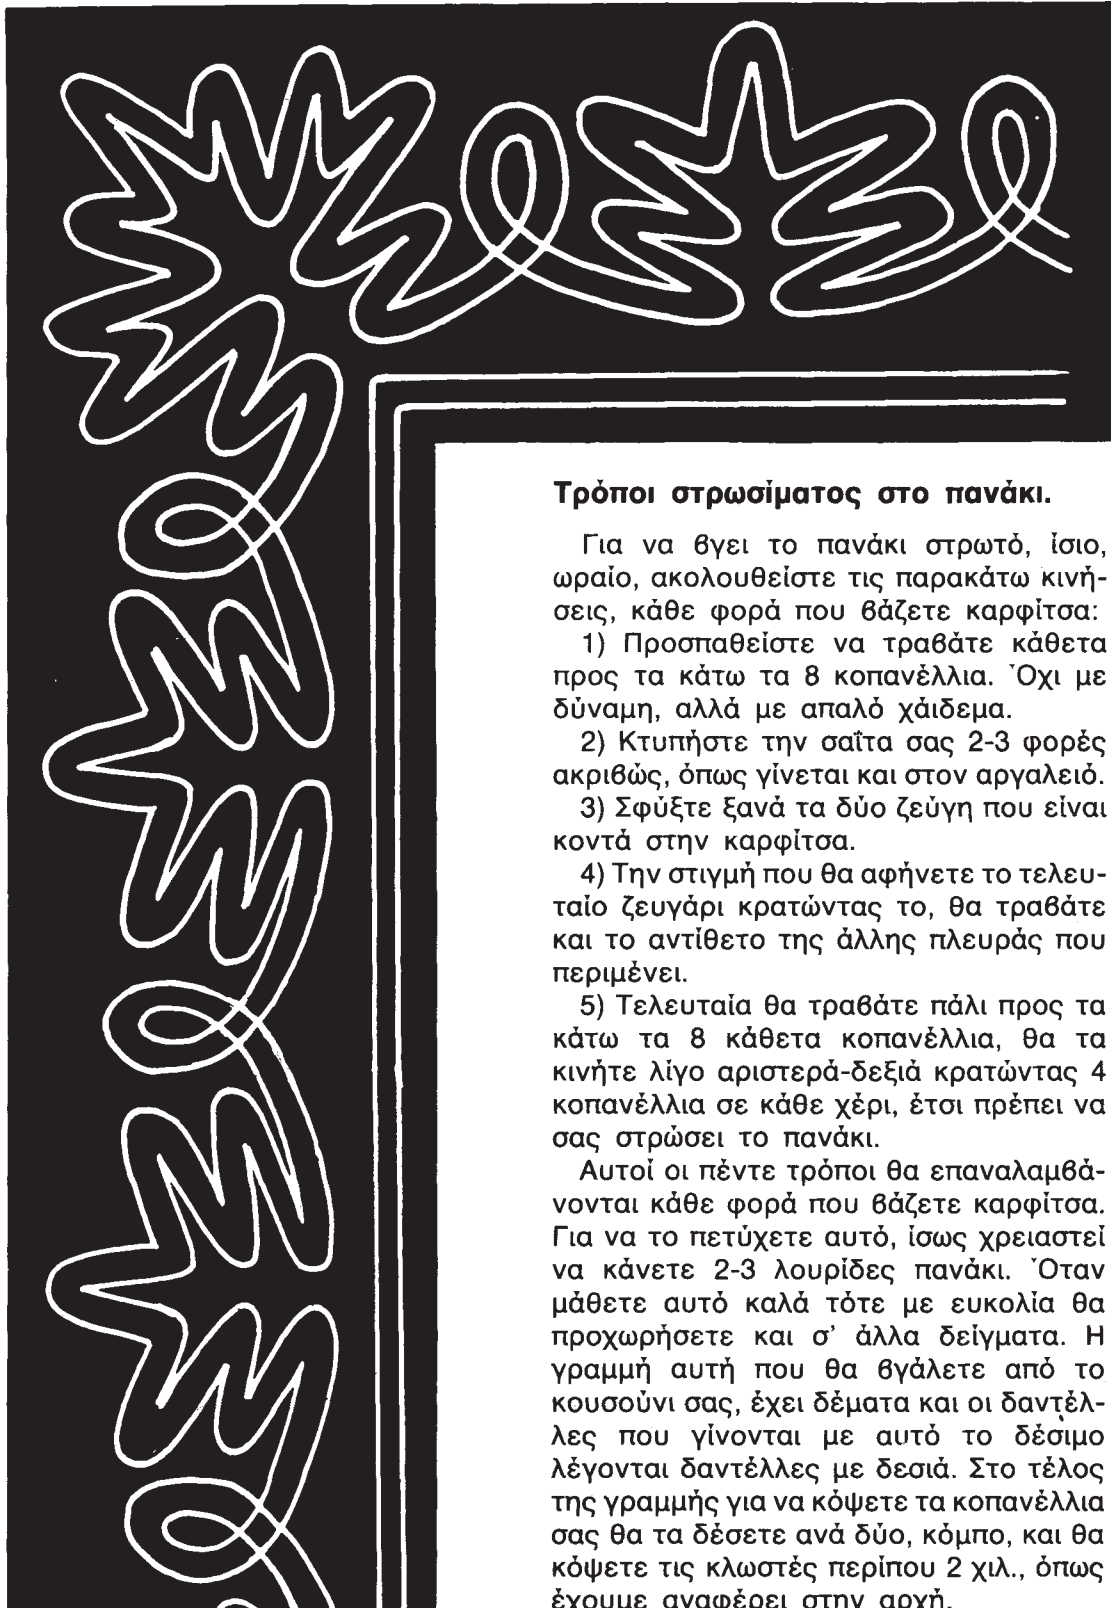 Τρόποι στρωσίματος στο πανάκι.
Για να βγει το πανάκι στρωτό, ίσιο,
ωραίο, ακολουθείστε τις παρακάτω κινή-
σεις, κάθε φορά που βάζετε καρφίτσα:
1) Προσπαθείστε να τραβάτε κάθετα
προς τα κάτω τα 8 κοπανέλλια. Όχι με
δύναμη, αλλά με απαλό χάιδεμα.
2) Κτυπήστε την σαΐτα σας 2-3 φορές
ακριβώς, όπως γίνεται και στον αργαλειό.
3) Σφύξτε ξανά τα δύο ζεύγη που είναι
κοντά στην καρφίτσα.
4) Την στιγμή που θα αφήνετε το τελευ-
ταίο ζευγάρι κρατώντας το, θα τραβάτε
και το αντίθετο της άλλης πλευράς που
περιμένει.
5) Τελευταία θα τραβάτε πάλι προς τα
κάτω τα 8 κάθετα κοπανέλλια, θα τα
κινήτε λίγο αριστερά-δεξιά κρατώντας 4
κοπανέλλια σε κάθε χέρι, έτσι πρέπει να
σας στρώσει το πανάκι.
Αυτοί οι πέντε τρόποι θα επαναλαμβά-
νονται κάθε φορά που βάζετε καρφίτσα.
Για να το πετύχετε αυτό, ίσως χρειαστεί
να κάνετε 2-3 λουρίδες πανάκι. Όταν
μάθετε αυτό καλά τότε με ευκολία θα
προχωρήσετε και σ' άλλα δείγματα. Η
γραμμή αυτή που θα βγάλετε από το
κουσούνι σας, έχει δέματα και οι δαντέλ-
λες που γίνονται με αυτό το δέσιμο
λέγονται δαντέλλες με δεσιά. Στο τέλος
της γραμμής για να κόψετε τα κοπανέλλια
σας θα τα δέσετε ανά δύο, κόμπο, και θα
κόψετε τις κλωστές περίπου 2 χιλ., όπως
έχουμε αναφέρει στην αρχή.